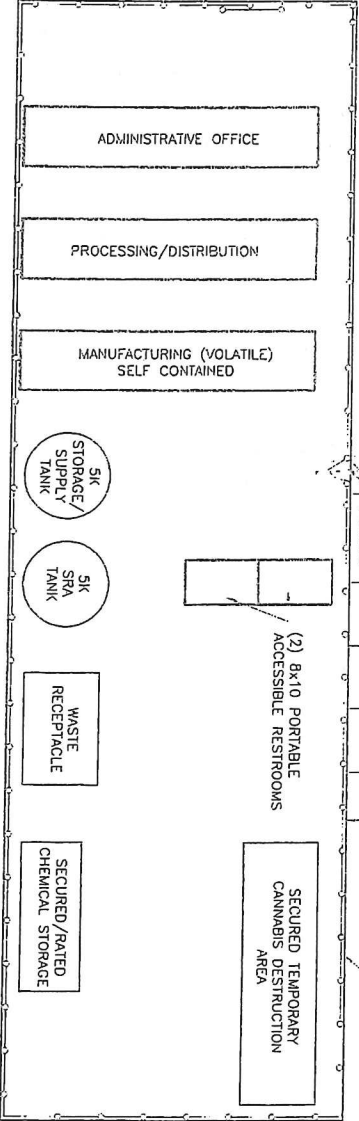 ADMINISTRATIVE OFFICE
PROCESSING/DISTRIBUTION
MANUFACTURING (VOLATILE)
SELF CONTAINED
5K
STORAGE/
SUPPLY
TANK
5K
SRA
TANK
(2) 8x10 PORTABLE
ACCESSIBLE RESTROOMS
WASTE
RECEPTACLE
SECURED/RATED
CHEMICAL STORAGE
SECURED TEMPORARY
CANNABIS DESTRUCTION
AREA